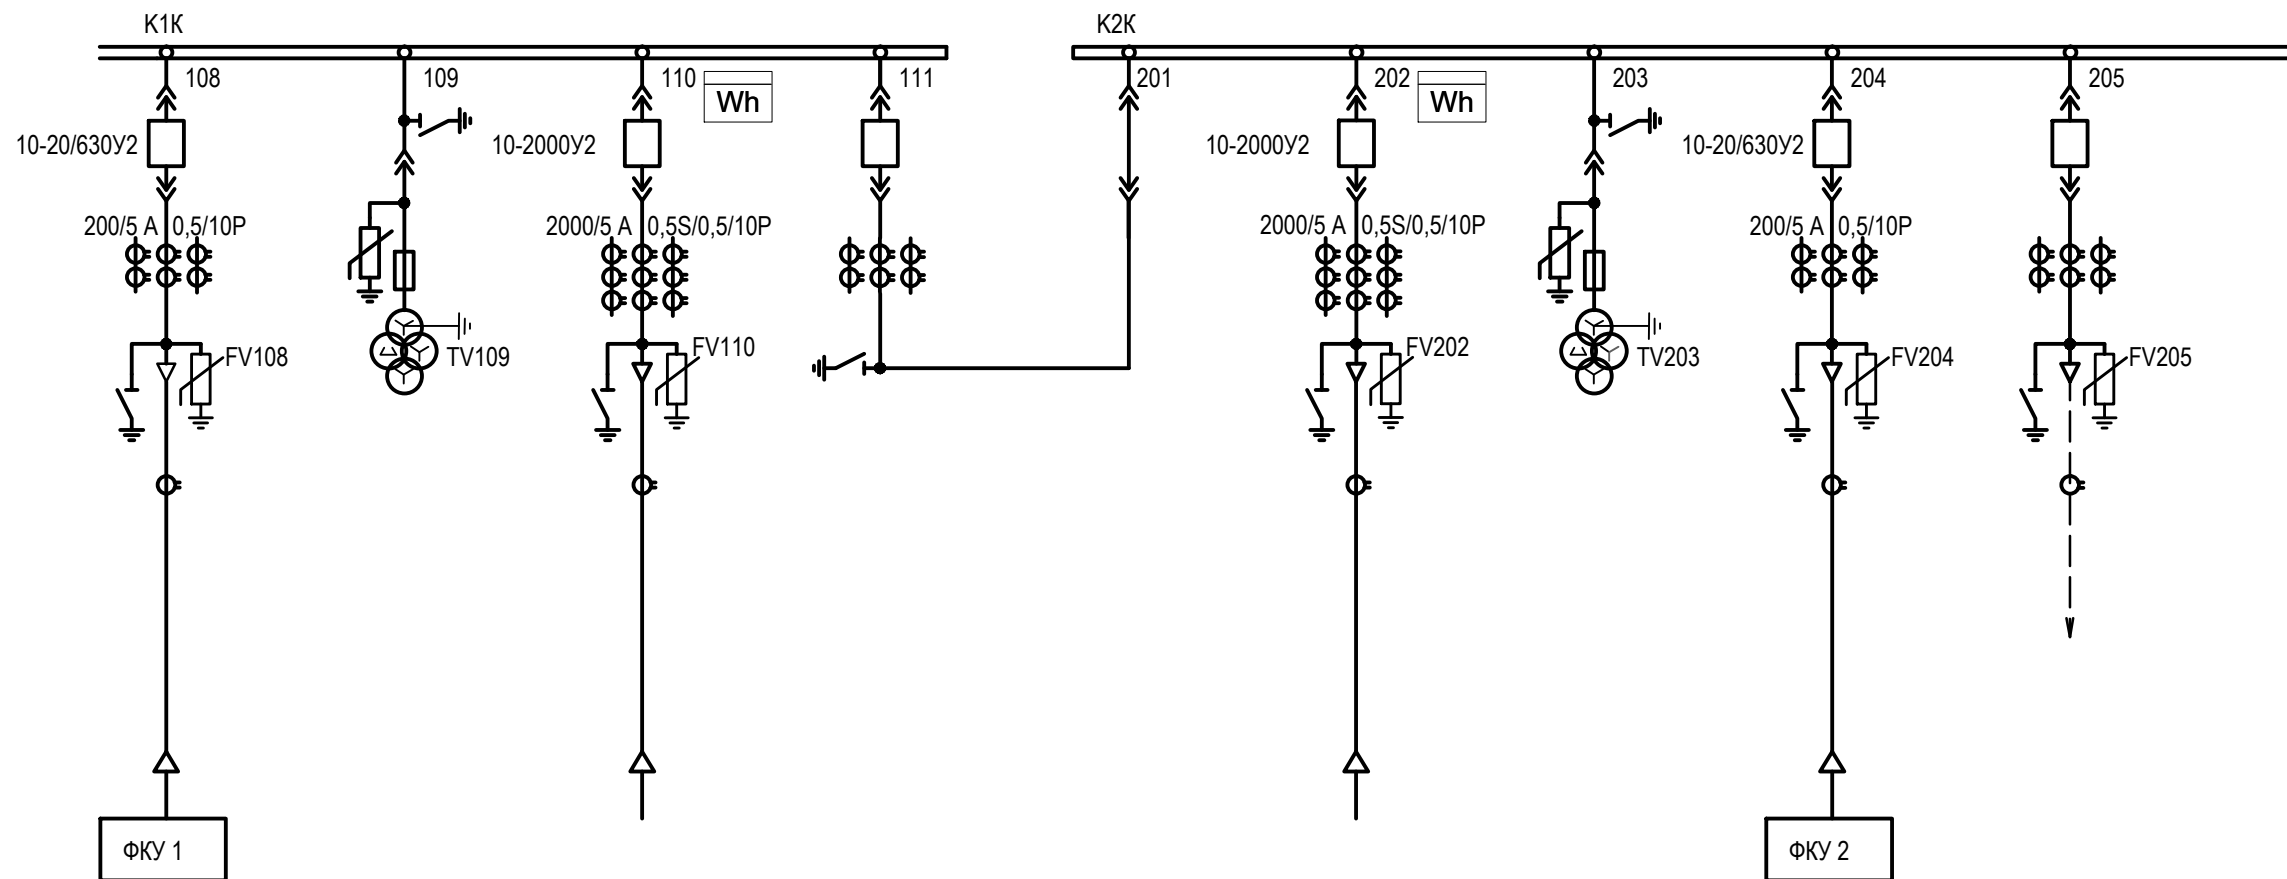 К1К
К2К
108
109
110
111
201
202
203
204
205
Wh
Wh
10-20/630У2
10-2000У2
10-2000У2
10-20/630У2
200/5 А 0,5/10Р
2000/5 А 0,5S/0,5/10Р
2000/5 А 0,5S/0,5/10Р
200/5 А 0,5/10Р
FV108
TV109
FV110
FV202
TV203
FV204
FV205
ФКУ 1
ФКУ 2